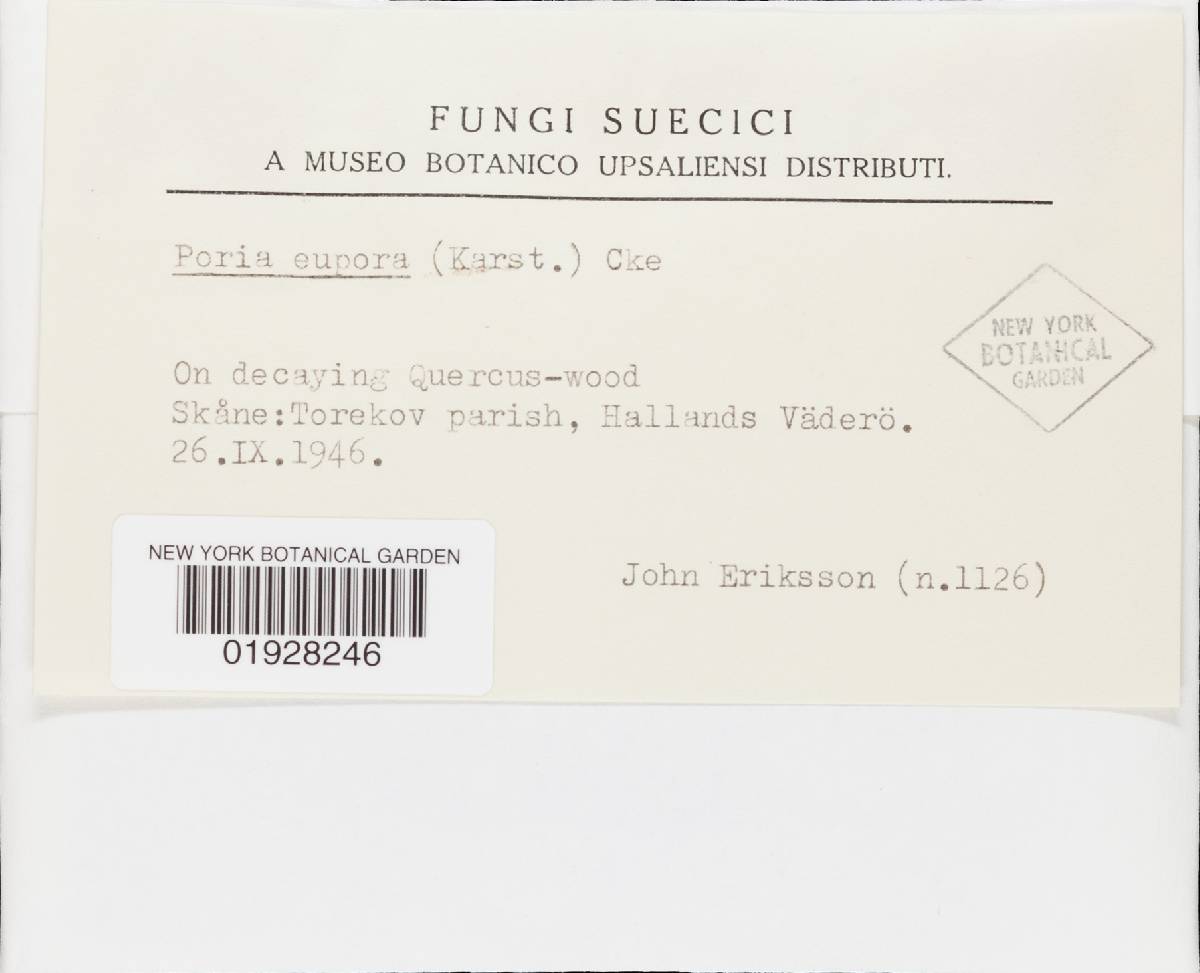 FUNGI SUECICI
A MUSEO BOTANICO UPSALIENSI DISTRIBUTI.
Poria eupora (Karst.) Cke
NEW YORK
BOTANICAL
GARDEN
On decaying Quercus-wood
Skåne:Torekov parish, Hallands Väderö.
26.IX.1946.
NEW YORK BOTANICAL GARDEN
01928246
John Eriksson (n.1126)